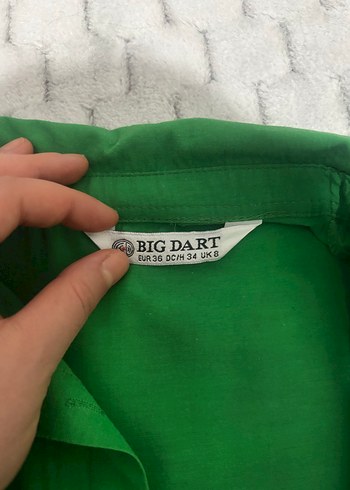 BIG DART
EUR 36 DC/H 34 UK 8